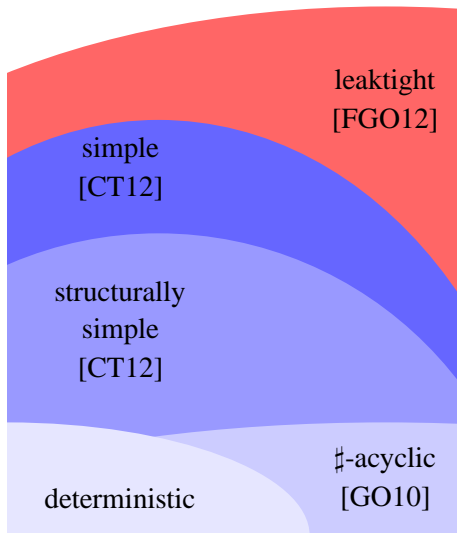 leaktight
[FGO12]
simple
[CT12]
structurally
simple
[CT12]
♯-acyclic
[GO10]
deterministic